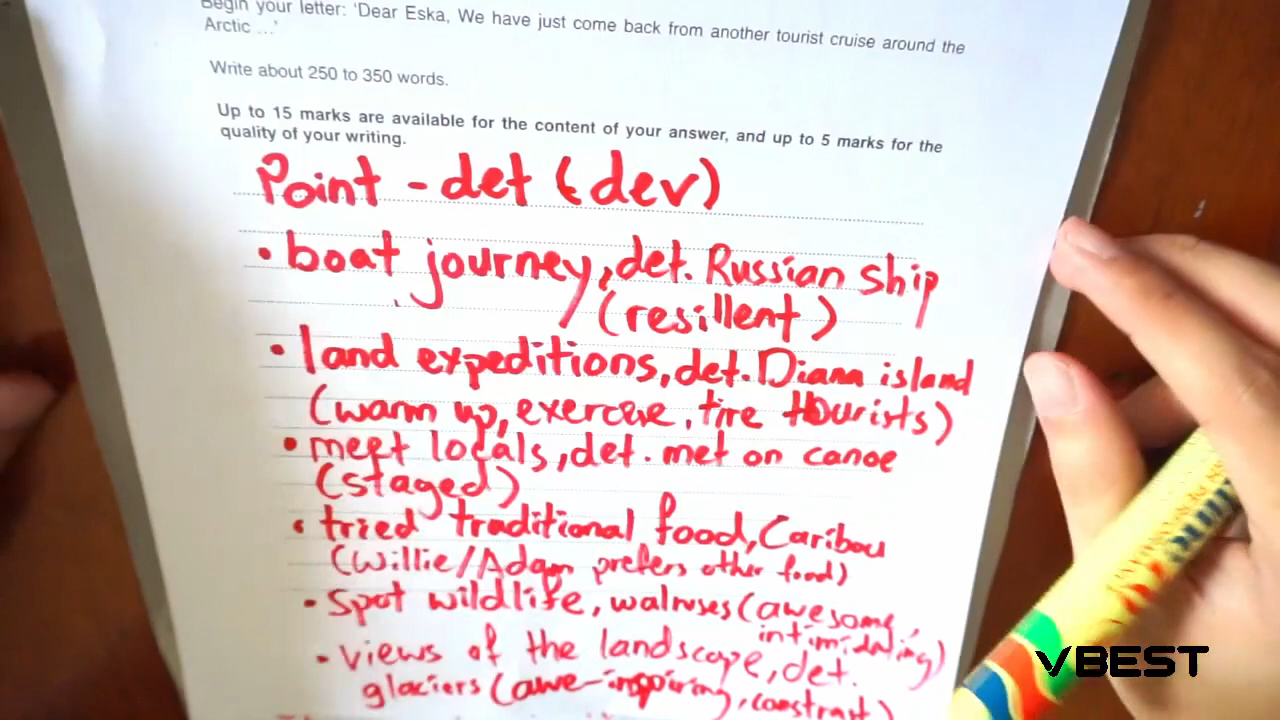 Begin your letter: 'Dear Eska, We have just come back from another tourist cruise around the
Arctic ...'
Write about 250 to 350 words.
Up to 15 marks are available for the content of your answer, and up to 5 marks for the
quality of your writing.
Point - det (dev)
• boat journey, det. Russian ship
(resillent)
• land expeditions, det. Diana island
(warm up, exercise, tire tourists)
• meet locals, det. met on canoe
(staged)
• tried traditional food, Caribou
(Willie/Adam prefers other food)
• spot wildlife, walruses (awesome,
intimidating)
• views of the landscope, det.
glaciers (awe-inspiring, constrast)
VBEST